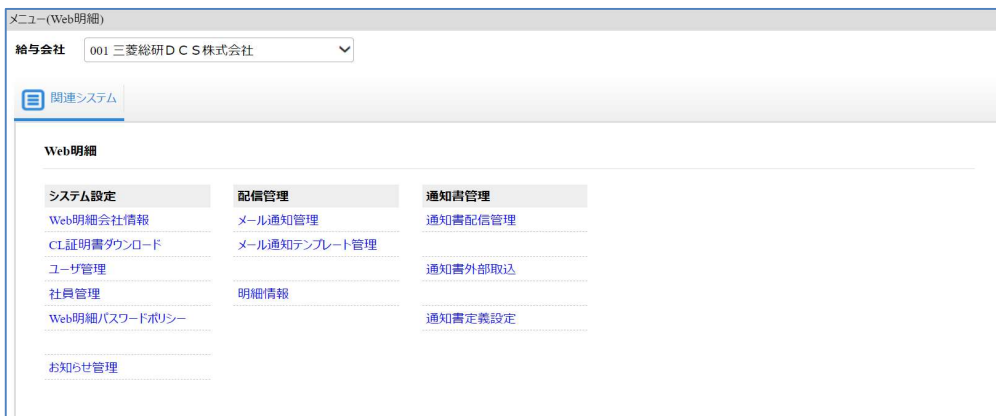 メニュー(Web明細)
給与会社 001 三菱総研ＤＣＳ株式会社
関連システム
Web明細
システム設定 配信管理 通知書管理
Web明細会社情報 メール通知管理 通知書配信管理
CL証明書ダウンロード メール通知テンプレート管理
ユーザ管理 通知書外部取込
社員管理 明細情報
Web明細パスワードポリシー 通知書定義設定
お知らせ管理